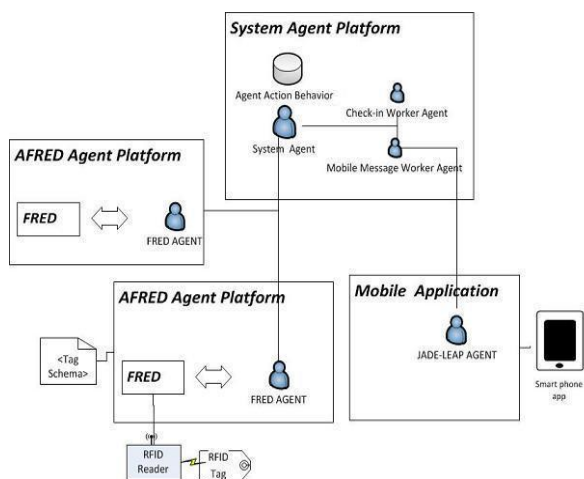 System Agent Platform
Agent Action Behavior
Check-in Worker Agent
System Agent
Mobile Message Worker Agent
AFRED Agent Platform
FRED
FRED AGENT
AFRED Agent Platform
Mobile Application
<Tag
Schema>
FRED
FRED AGENT
JADE-LEAP AGENT
Smart phone
app
RFID
Reader
RFID
Tag